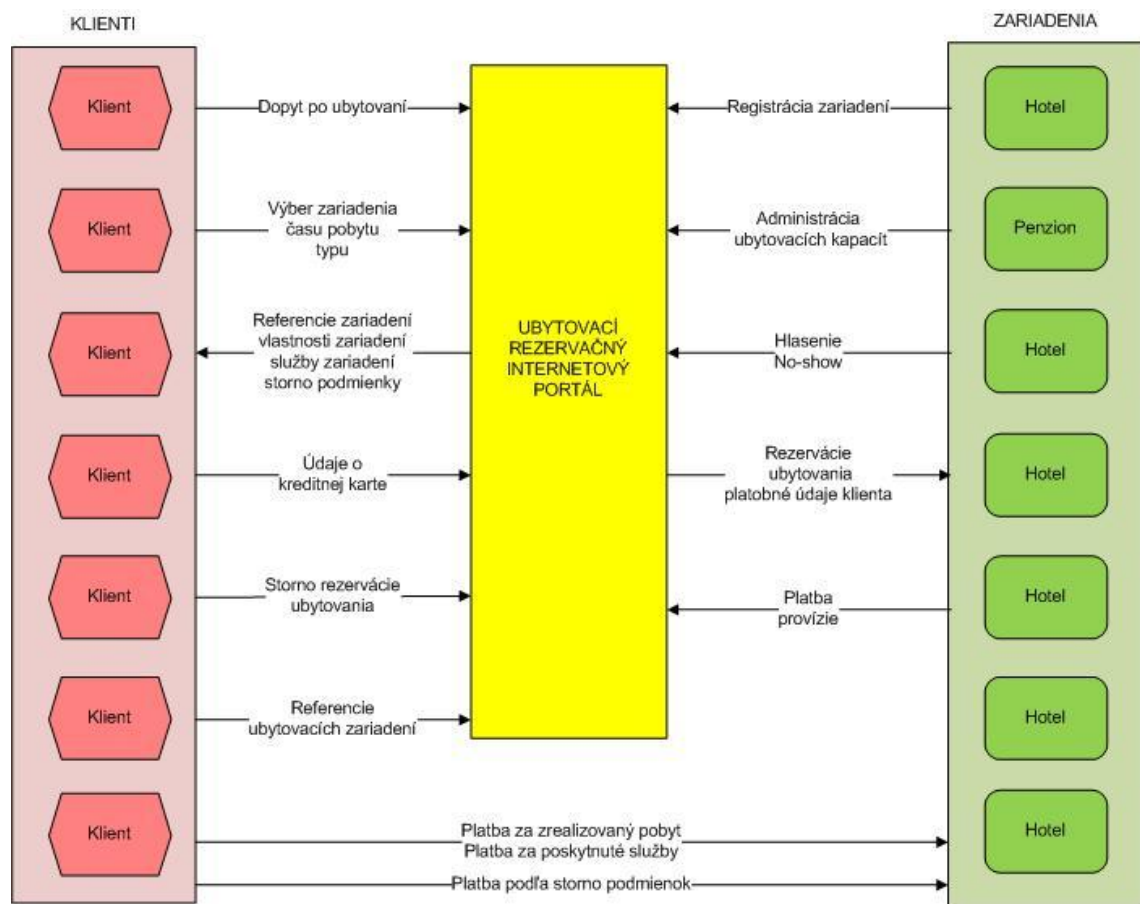 KLIENTI
ZARIADENIA
Klient
Dopyt po ubytovaní
Registrácia zariadení
Hotel
Klient
Výber zariadenia
času pobytu
typu
Administrácia
ubytovacích kapacít
Penzion
Klient
Referencie zariadení
vlastnosti zariadení
služby zariadení
storno podmienky
UBYTOVACÍ
REZERVAČNÝ
INTERNETOVÝ
PORTÁL
Hlasenie
No-show
Hotel
Klient
Údaje o
kreditnej karte
Rezervácie
ubytovania
platobné údaje klienta
Hotel
Klient
Storno rezervácie
ubytovania
Platba
provízie
Hotel
Klient
Referencie
ubytovacích zariadení
Hotel
Klient
Platba za zrealizovaný pobyt
Platba za poskytnuté služby
Hotel
Platba podľa storno podmienok